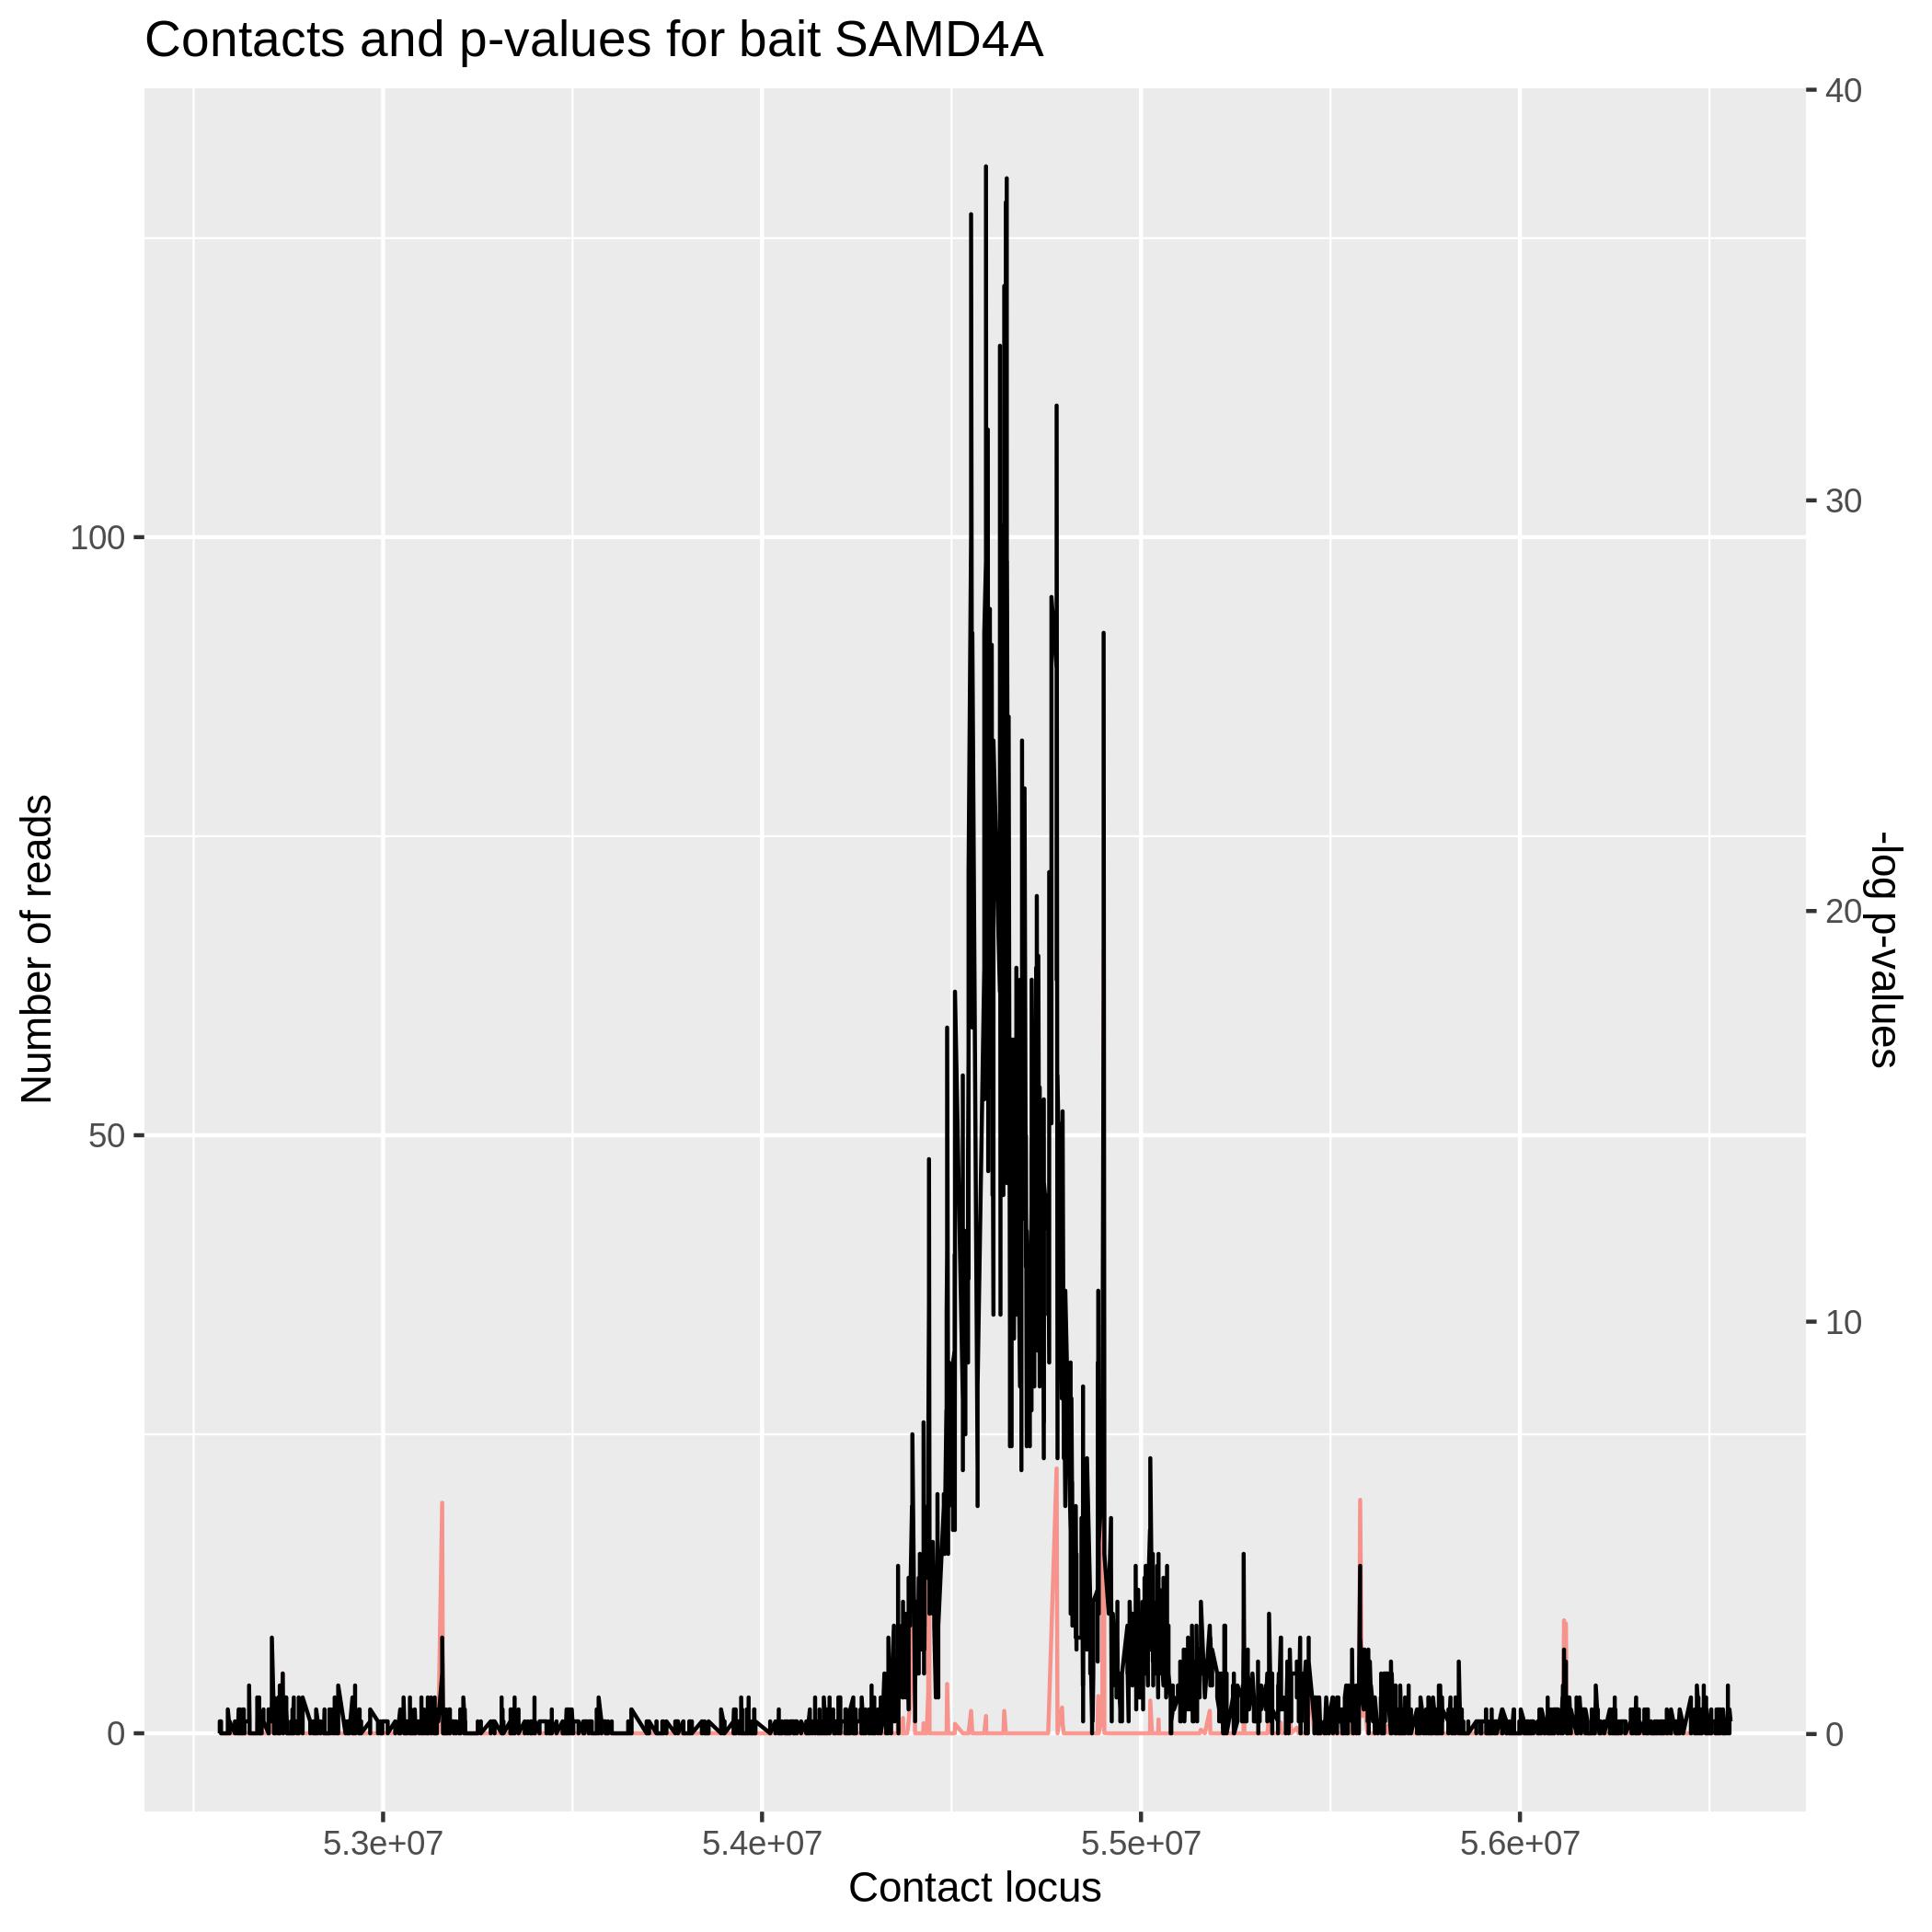 Contacts and p-values for bait SAMD4A
Number of reads
100
50
0
40
30
20
10
0
-log p-values
5.3e+07
5.4e+07
5.5e+07
5.6e+07
Contact locus